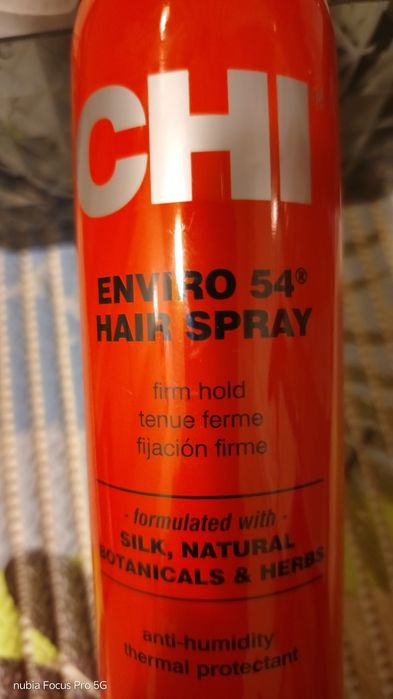 CHI
ENVIRO 54®
HAIR SPRAY
firm hold
tenue ferme
fijación firme
- formulated with -
SILK, NATURAL
BOTANICALS & HERBS
anti-humidity
thermal protectant
nubia Focus Pro 5G